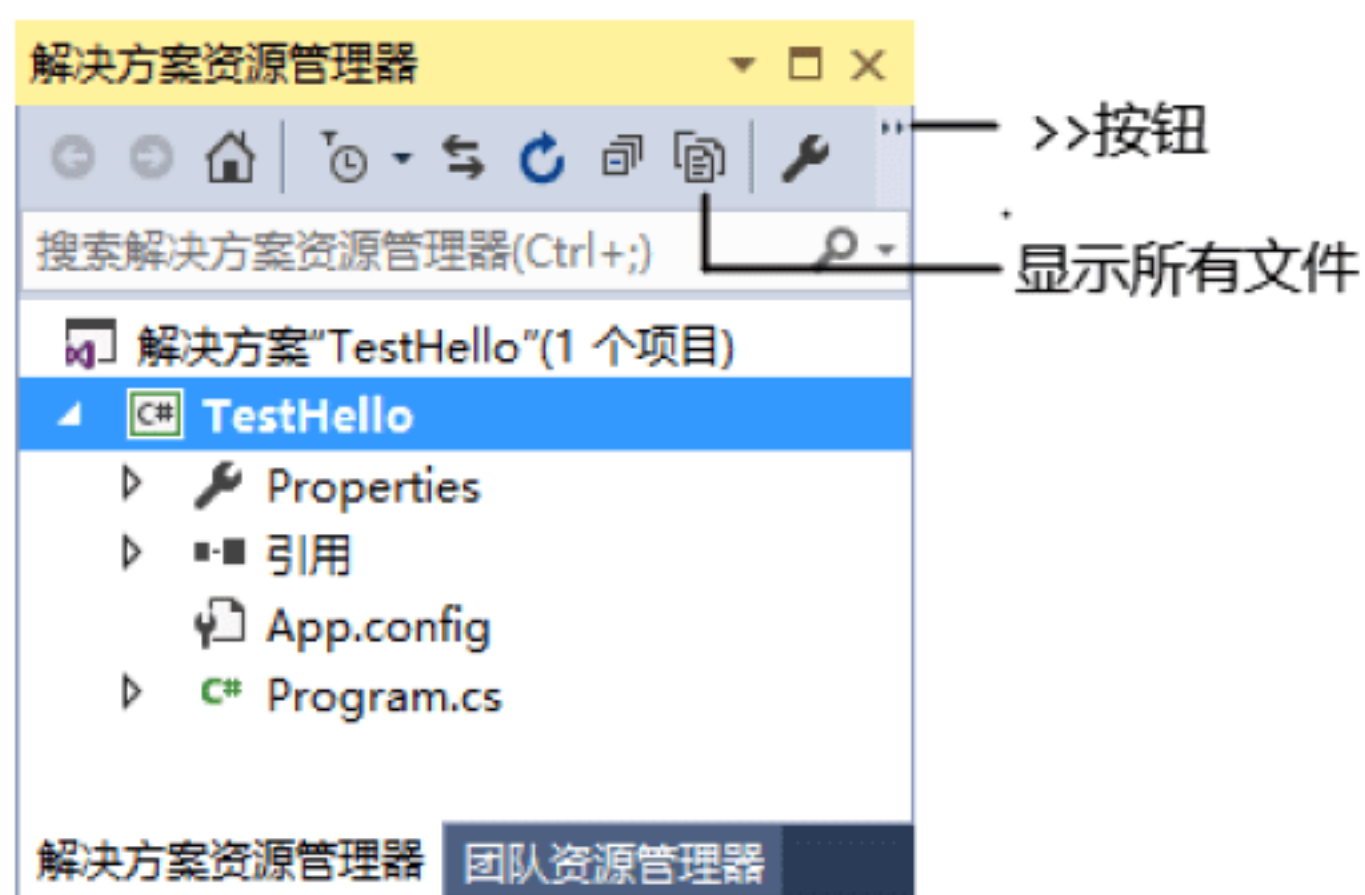 解决方案资源管理器
>>按钮
搜索解决方案资源管理器(Ctrl+;)
显示所有文件
解决方案"TestHello"(1 个项目)
C# TestHello
Properties
引用
App.config
C# Program.cs
解决方案资源管理器 团队资源管理器